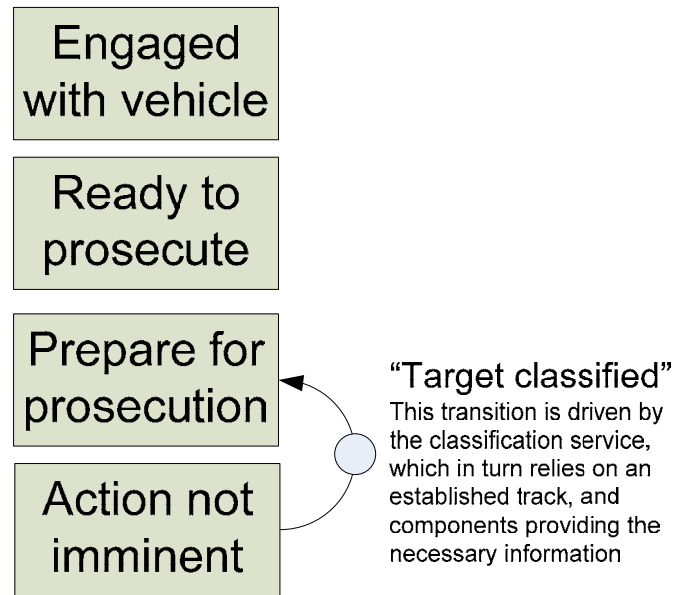 Engaged
with vehicle
Ready to
prosecute
Prepare for
prosecution
Action not
imminent
“Target classified”
This transition is driven by
the classification service,
which in turn relies on an
established track, and
components providing the
necessary information